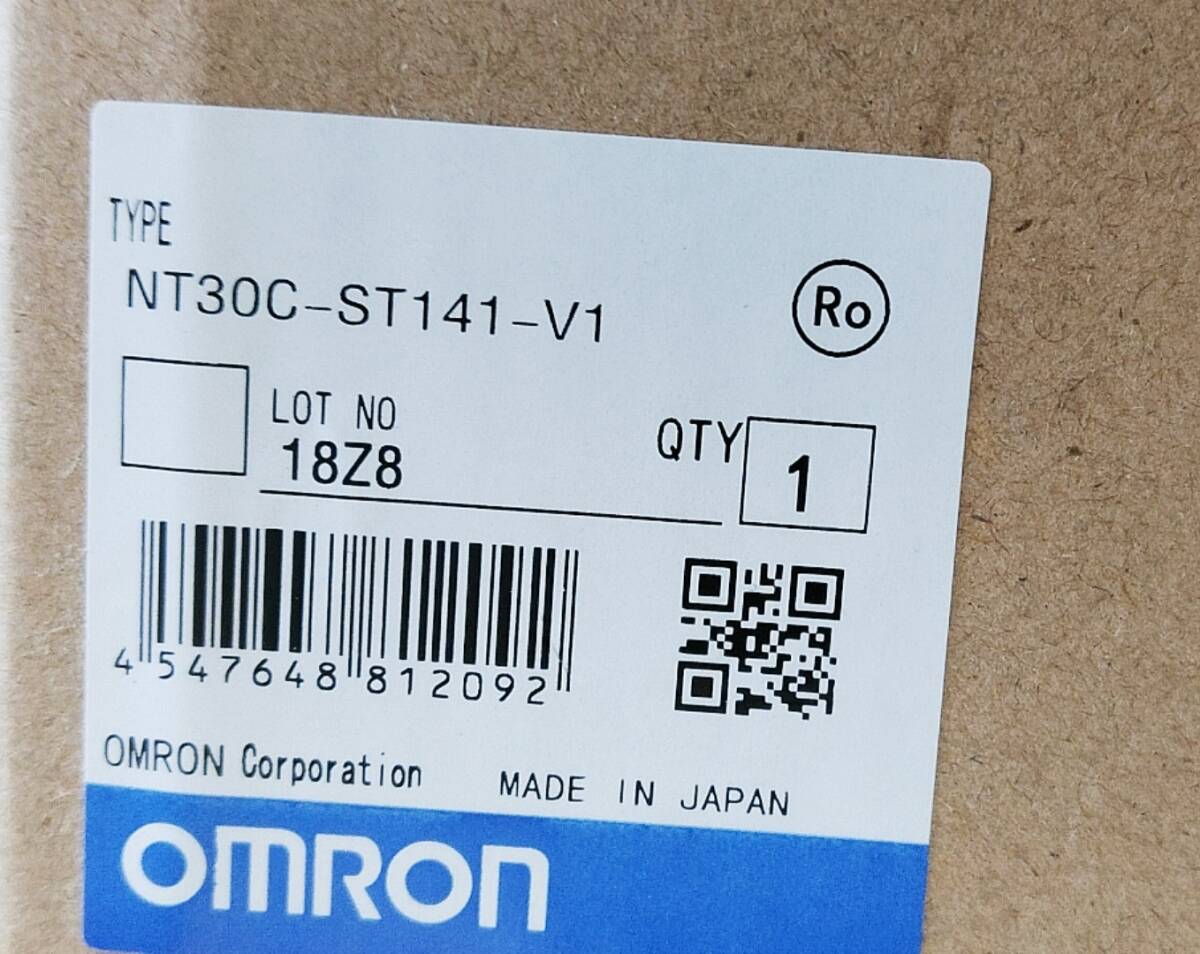 TYPE
NT30C-ST141-V1
Ro
LOT NO
18Z8
QTY
1
4 547648 812092
OMRON Corporation MADE IN JAPAN
OMRON